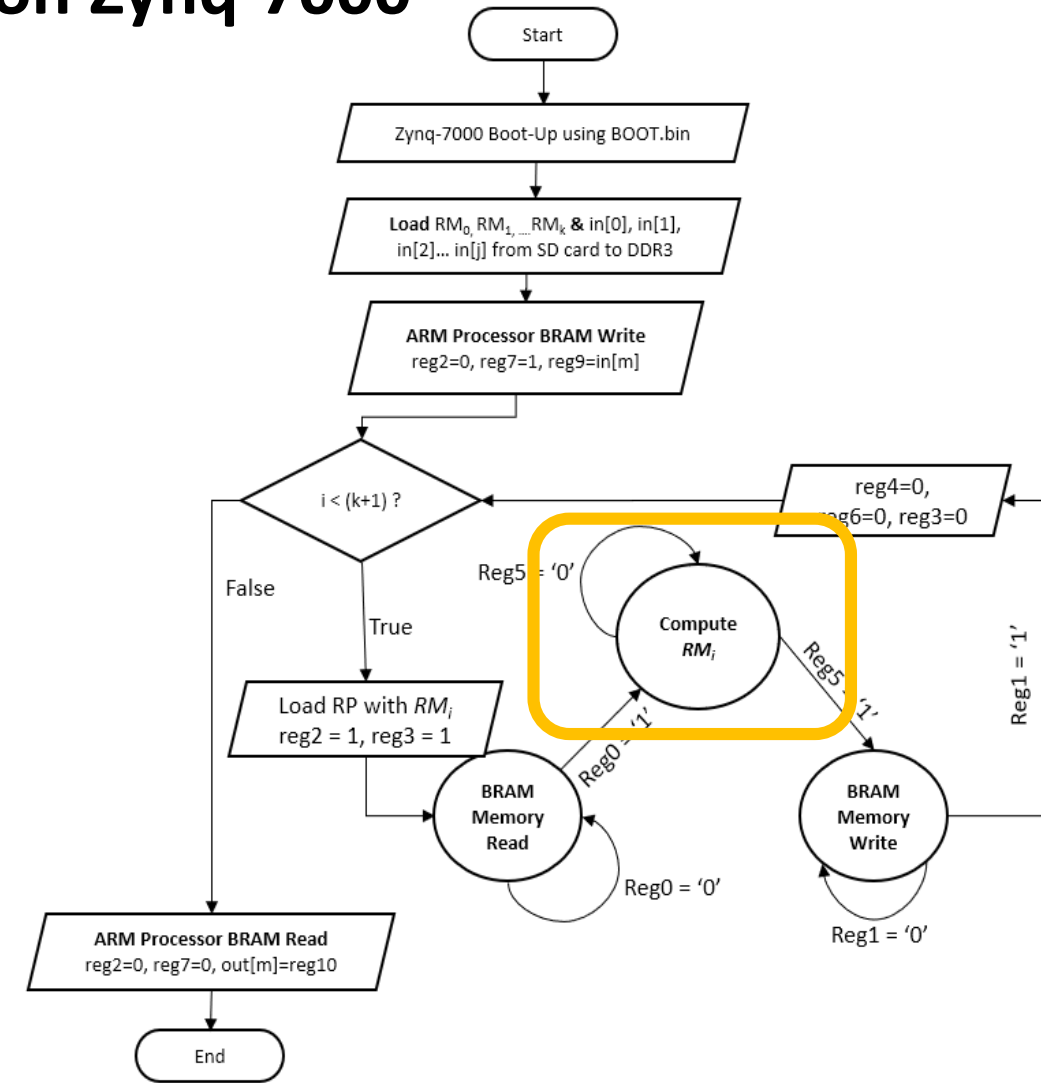 on Zynq-7000
Start
Zynq-7000 Boot-Up using BOOT.bin
Load RM0, RM1, ....RMk & in[0], in[1],
in[2]... in[j] from SD card to DDR3
ARM Processor BRAM Write
reg2=0, reg7=1, reg9=in[m]
i < (k+1) ?
reg4=0,
reg6=0, reg3=0
False
True
Reg5 = ‘0’
Compute
RMi
Reg5 = ‘1’
Reg1 = ‘1’
Load RP with RMi
reg2 = 1, reg3 = 1
Reg0 = ‘1’
BRAM
Memory
Read
BRAM
Memory
Write
Reg0 = ‘0’
Reg1 = ‘0’
ARM Processor BRAM Read
reg2=0, reg7=0, out[m]=reg10
End